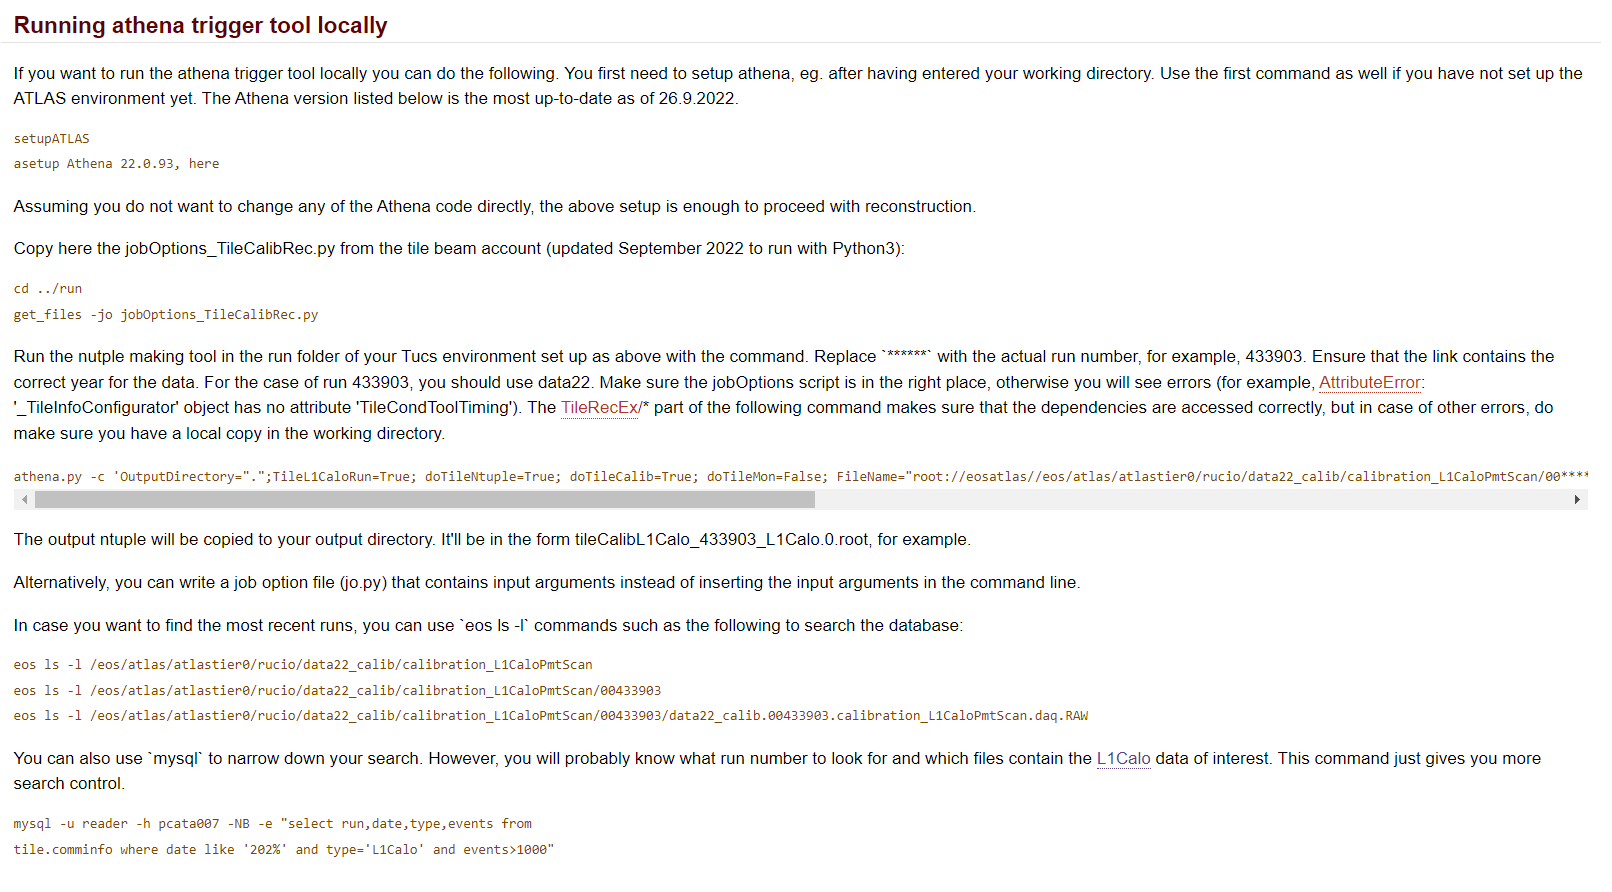 Running athena trigger tool locally
If you want to run the athena trigger tool locally you can do the following. You first need to setup athena, eg. after having entered your working directory. Use the first command as well if you have not set up the
ATLAS environment yet. The Athena version listed below is the most up-to-date as of 26.9.2022.
setupATLAS
asetup Athena 22.0.93, here
Assuming you do not want to change any of the Athena code directly, the above setup is enough to proceed with reconstruction.
Copy here the jobOptions_TileCalibRec.py from the tile beam account (updated September 2022 to run with Python3):
cd ../run
get_files -jo jobOptions_TileCalibRec.py
Run the nutple making tool in the run folder of your Tucs environment set up as above with the command. Replace `******` with the actual run number, for example, 433903. Ensure that the link contains the
correct year for the data. For the case of run 433903, you should use data22. Make sure the jobOptions script is in the right place, otherwise you will see errors (for example, AttributeError:
'_TileInfoConfigurator' object has no attribute 'TileCondToolTiming'). The TileRecEx/* part of the following command makes sure that the dependencies are accessed correctly, but in case of other errors, do
make sure you have a local copy in the working directory.
athena.py -c 'OutputDirectory=".";TileL1CaloRun=True; doTileNtuple=True; doTileCalib=True; doTileMon=False; FileName="root://eosatlas//eos/atlas/atlastier0/rucio/data22_calib/calibration_L1CaloPmtScan/00****
The output ntuple will be copied to your output directory. It'll be in the form tileCalibL1Calo_433903_L1Calo.0.root, for example.
Alternatively, you can write a job option file (jo.py) that contains input arguments instead of inserting the input arguments in the command line.
In case you want to find the most recent runs, you can use `eos ls -l` commands such as the following to search the database:
eos ls -l /eos/atlas/atlastier0/rucio/data22_calib/calibration_L1CaloPmtScan
eos ls -l /eos/atlas/atlastier0/rucio/data22_calib/calibration_L1CaloPmtScan/00433903
eos ls -l /eos/atlas/atlastier0/rucio/data22_calib/calibration_L1CaloPmtScan/00433903/data22_calib.00433903.calibration_L1CaloPmtScan.daq.RAW
You can also use `mysql` to narrow down your search. However, you will probably know what run number to look for and which files contain the L1Calo data of interest. This command just gives you more
search control.
mysql -u reader -h pcata007 -NB -e "select run,date,type,events from
tile.comminfo where date like '202%' and type='L1Calo' and events>1000"